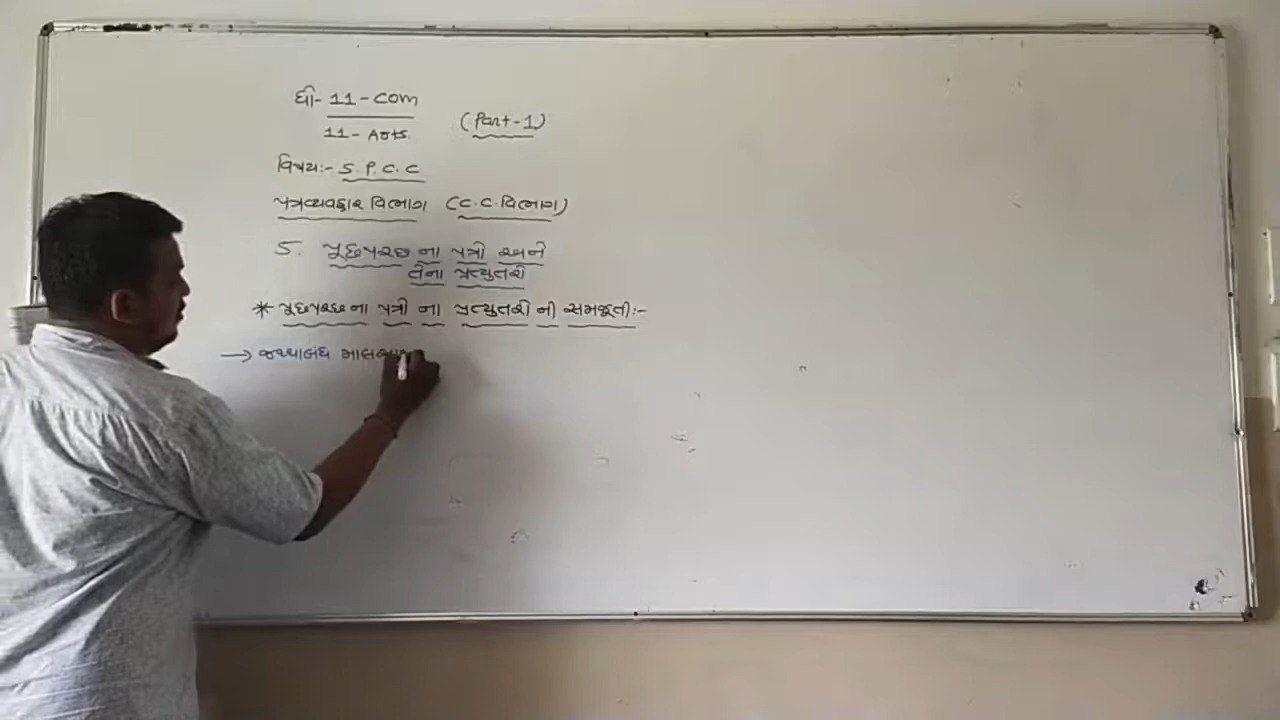 ધો- 11 - com
11 - Arts.
(Part - 1)
વિષય:- S. P. C. C
પત્રવ્યવહાર વિભાગ (C.C. વિભાગ)
5. પૂછપરછ ના પત્રો અને
તેના પ્રત્યુતરો
* પૂછપરછ ના પત્રો ના પ્રત્યુતરો ની સમજૂતી:-
→ જથ્થાબંધ